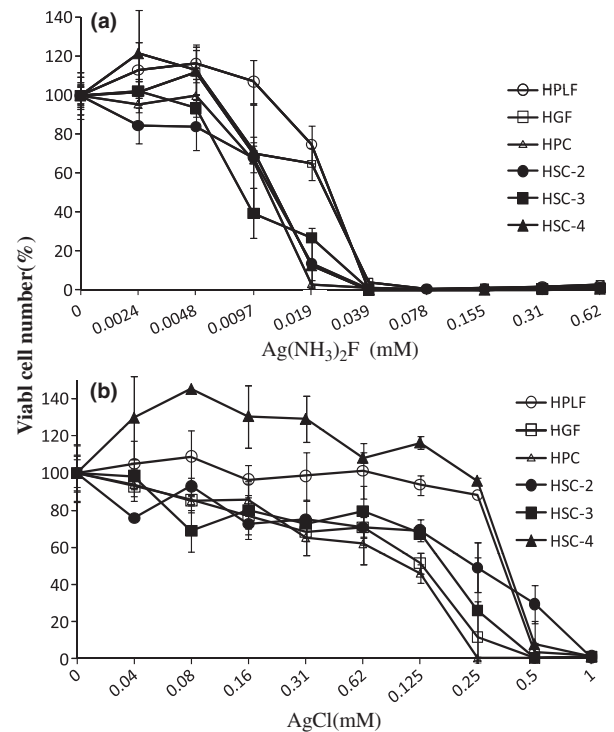 (a)
140
120
100
80
60
40
20
0
HPLF
HGF
HPC
HSC-2
HSC-3
HSC-4
0 0.0024 0.0048 0.0097 0.019 0.039 0.078 0.155 0.31 0.62
Ag(NH3)2F (mM)
Viabl cell number(%)
(b)
140
120
100
80
60
40
20
0
HPLF
HGF
HPC
HSC-2
HSC-3
HSC-4
0 0.04 0.08 0.16 0.31 0.62 0.125 0.25 0.5 1
AgCl(mM)